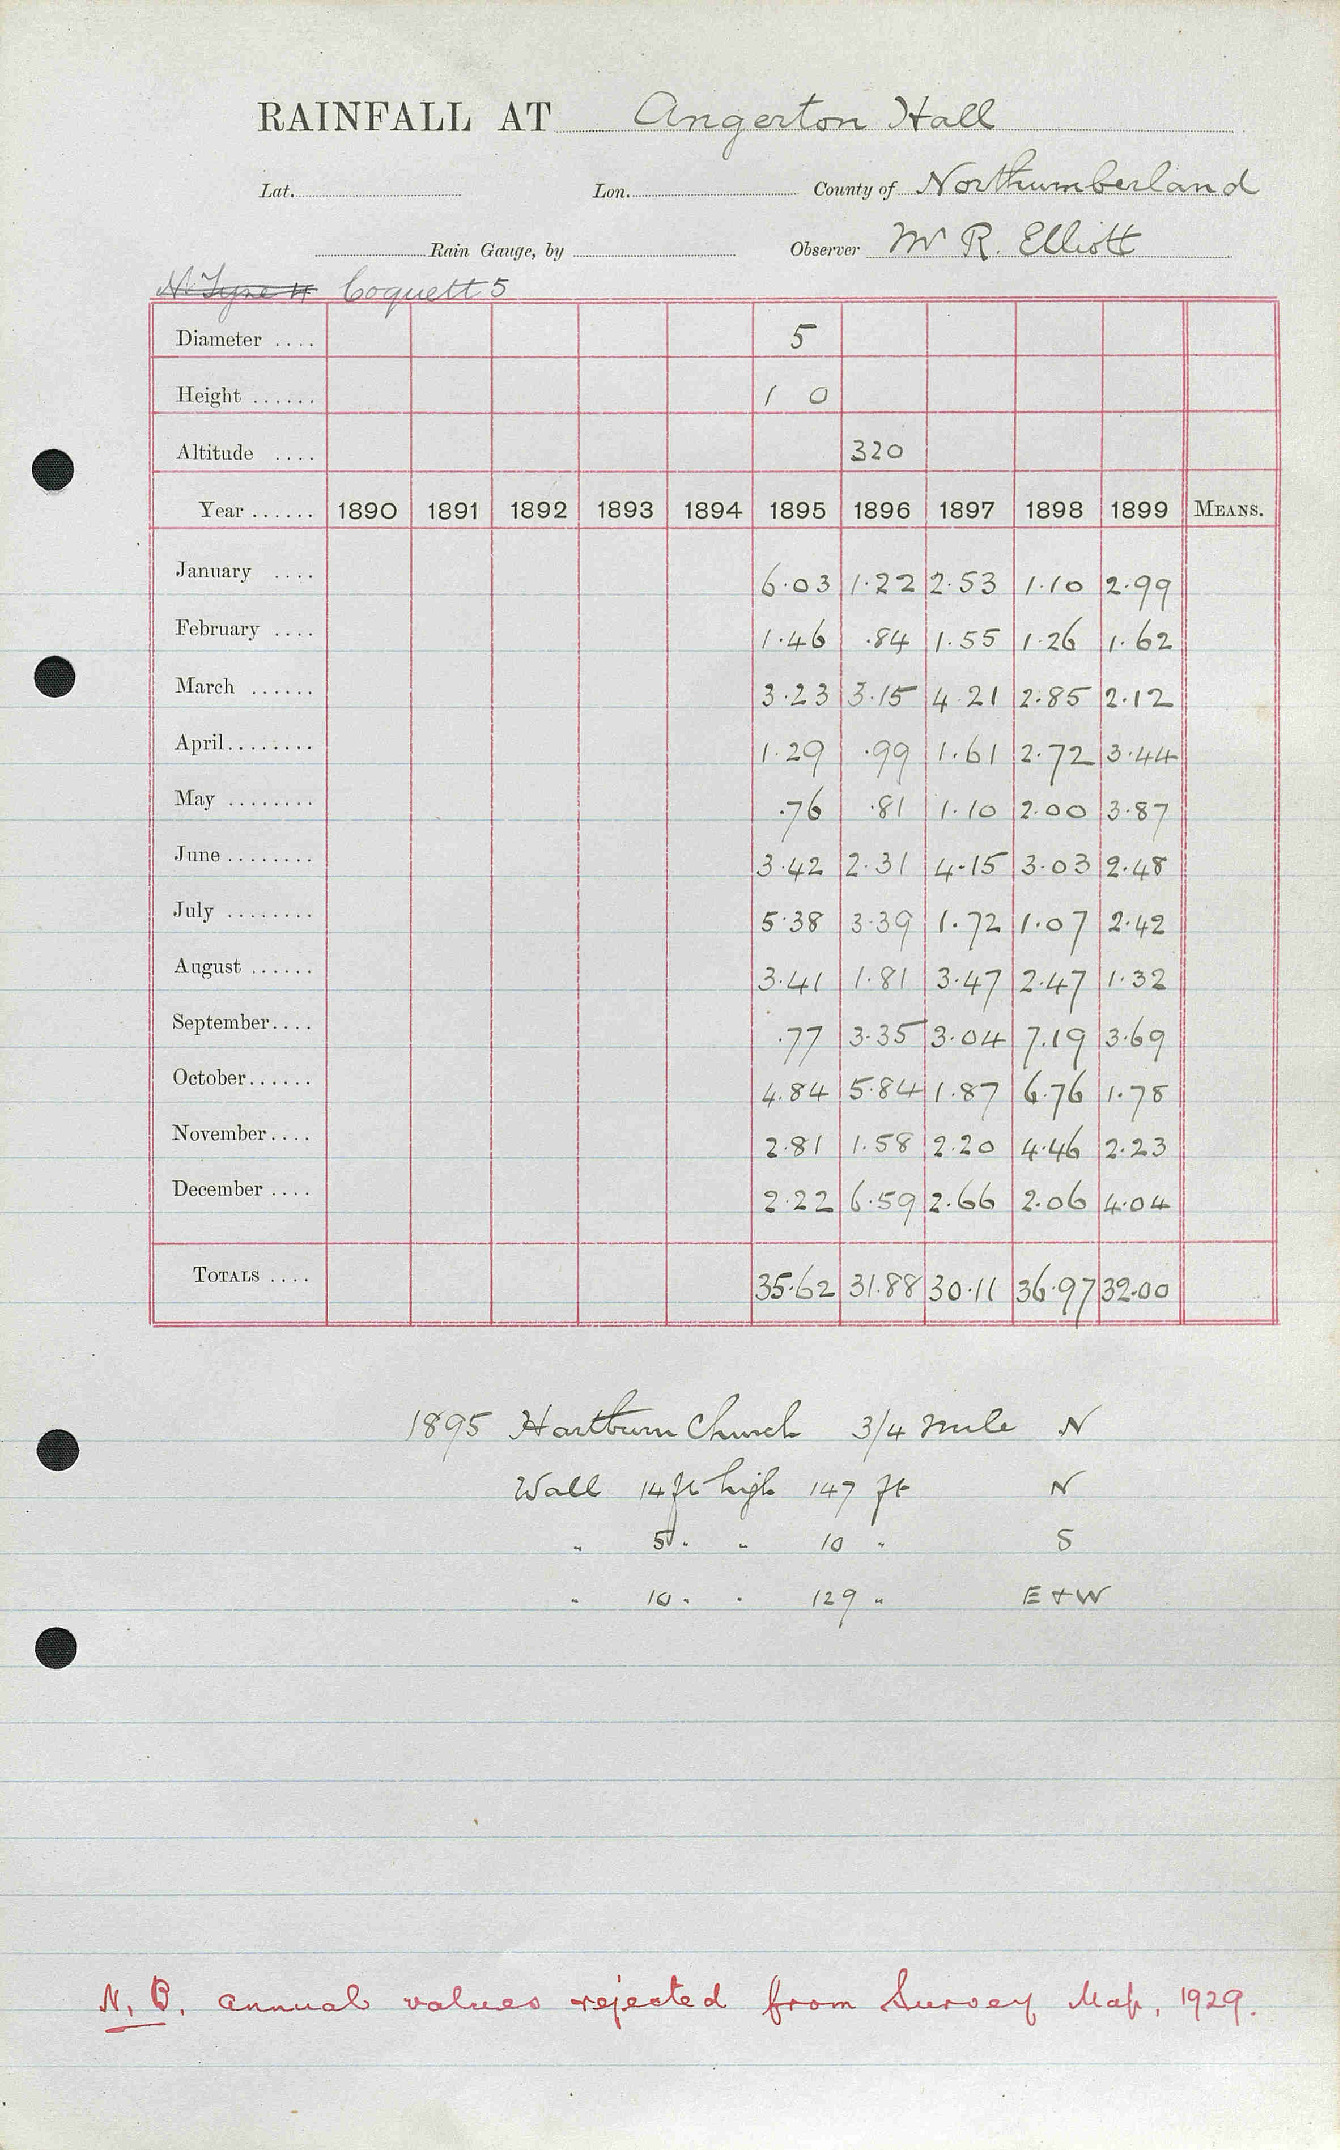 RAINFALL AT Angerton Hall
Lat. Lon. County of Northumberland
Rain Gauge, by Observer Mr R. Elliott
N. Tyne 4 Coquett 5
Diameter .... 5
Height ...... 1 0
Altitude .... 320
Year ...... 1890 1891 1892 1893 1894 1895 1896 1897 1898 1899 MEANS.
January .... 6.03 1.22 2.53 1.10 2.99
February .... 1.46 .84 1.55 1.26 1.62
March ...... 3.23 3.15 4.21 2.85 2.12
April........ 1.29 .99 1.61 2.72 3.44
May ........ .76 .81 1.10 2.00 3.87
June ........ 3.42 2.31 4.15 3.03 2.48
July ........ 5.38 3.39 1.72 1.07 2.42
August ...... 3.41 1.81 3.47 2.47 1.32
September.... .77 3.35 3.04 7.19 3.69
October...... 4.84 5.84 1.87 6.76 1.78
November.... 2.81 1.58 2.20 4.46 2.23
December .... 2.22 6.59 2.66 2.06 4.04
TOTALS .... 35.62 31.88 30.11 36.97 32.00
1895 Hartburn Church 3/4 mile N
Wall 14 ft high 147 ft N
" 5 " " 10 " S
" 10 " " 129 " E + W
N.B. annual values rejected from Survey Map, 1929.